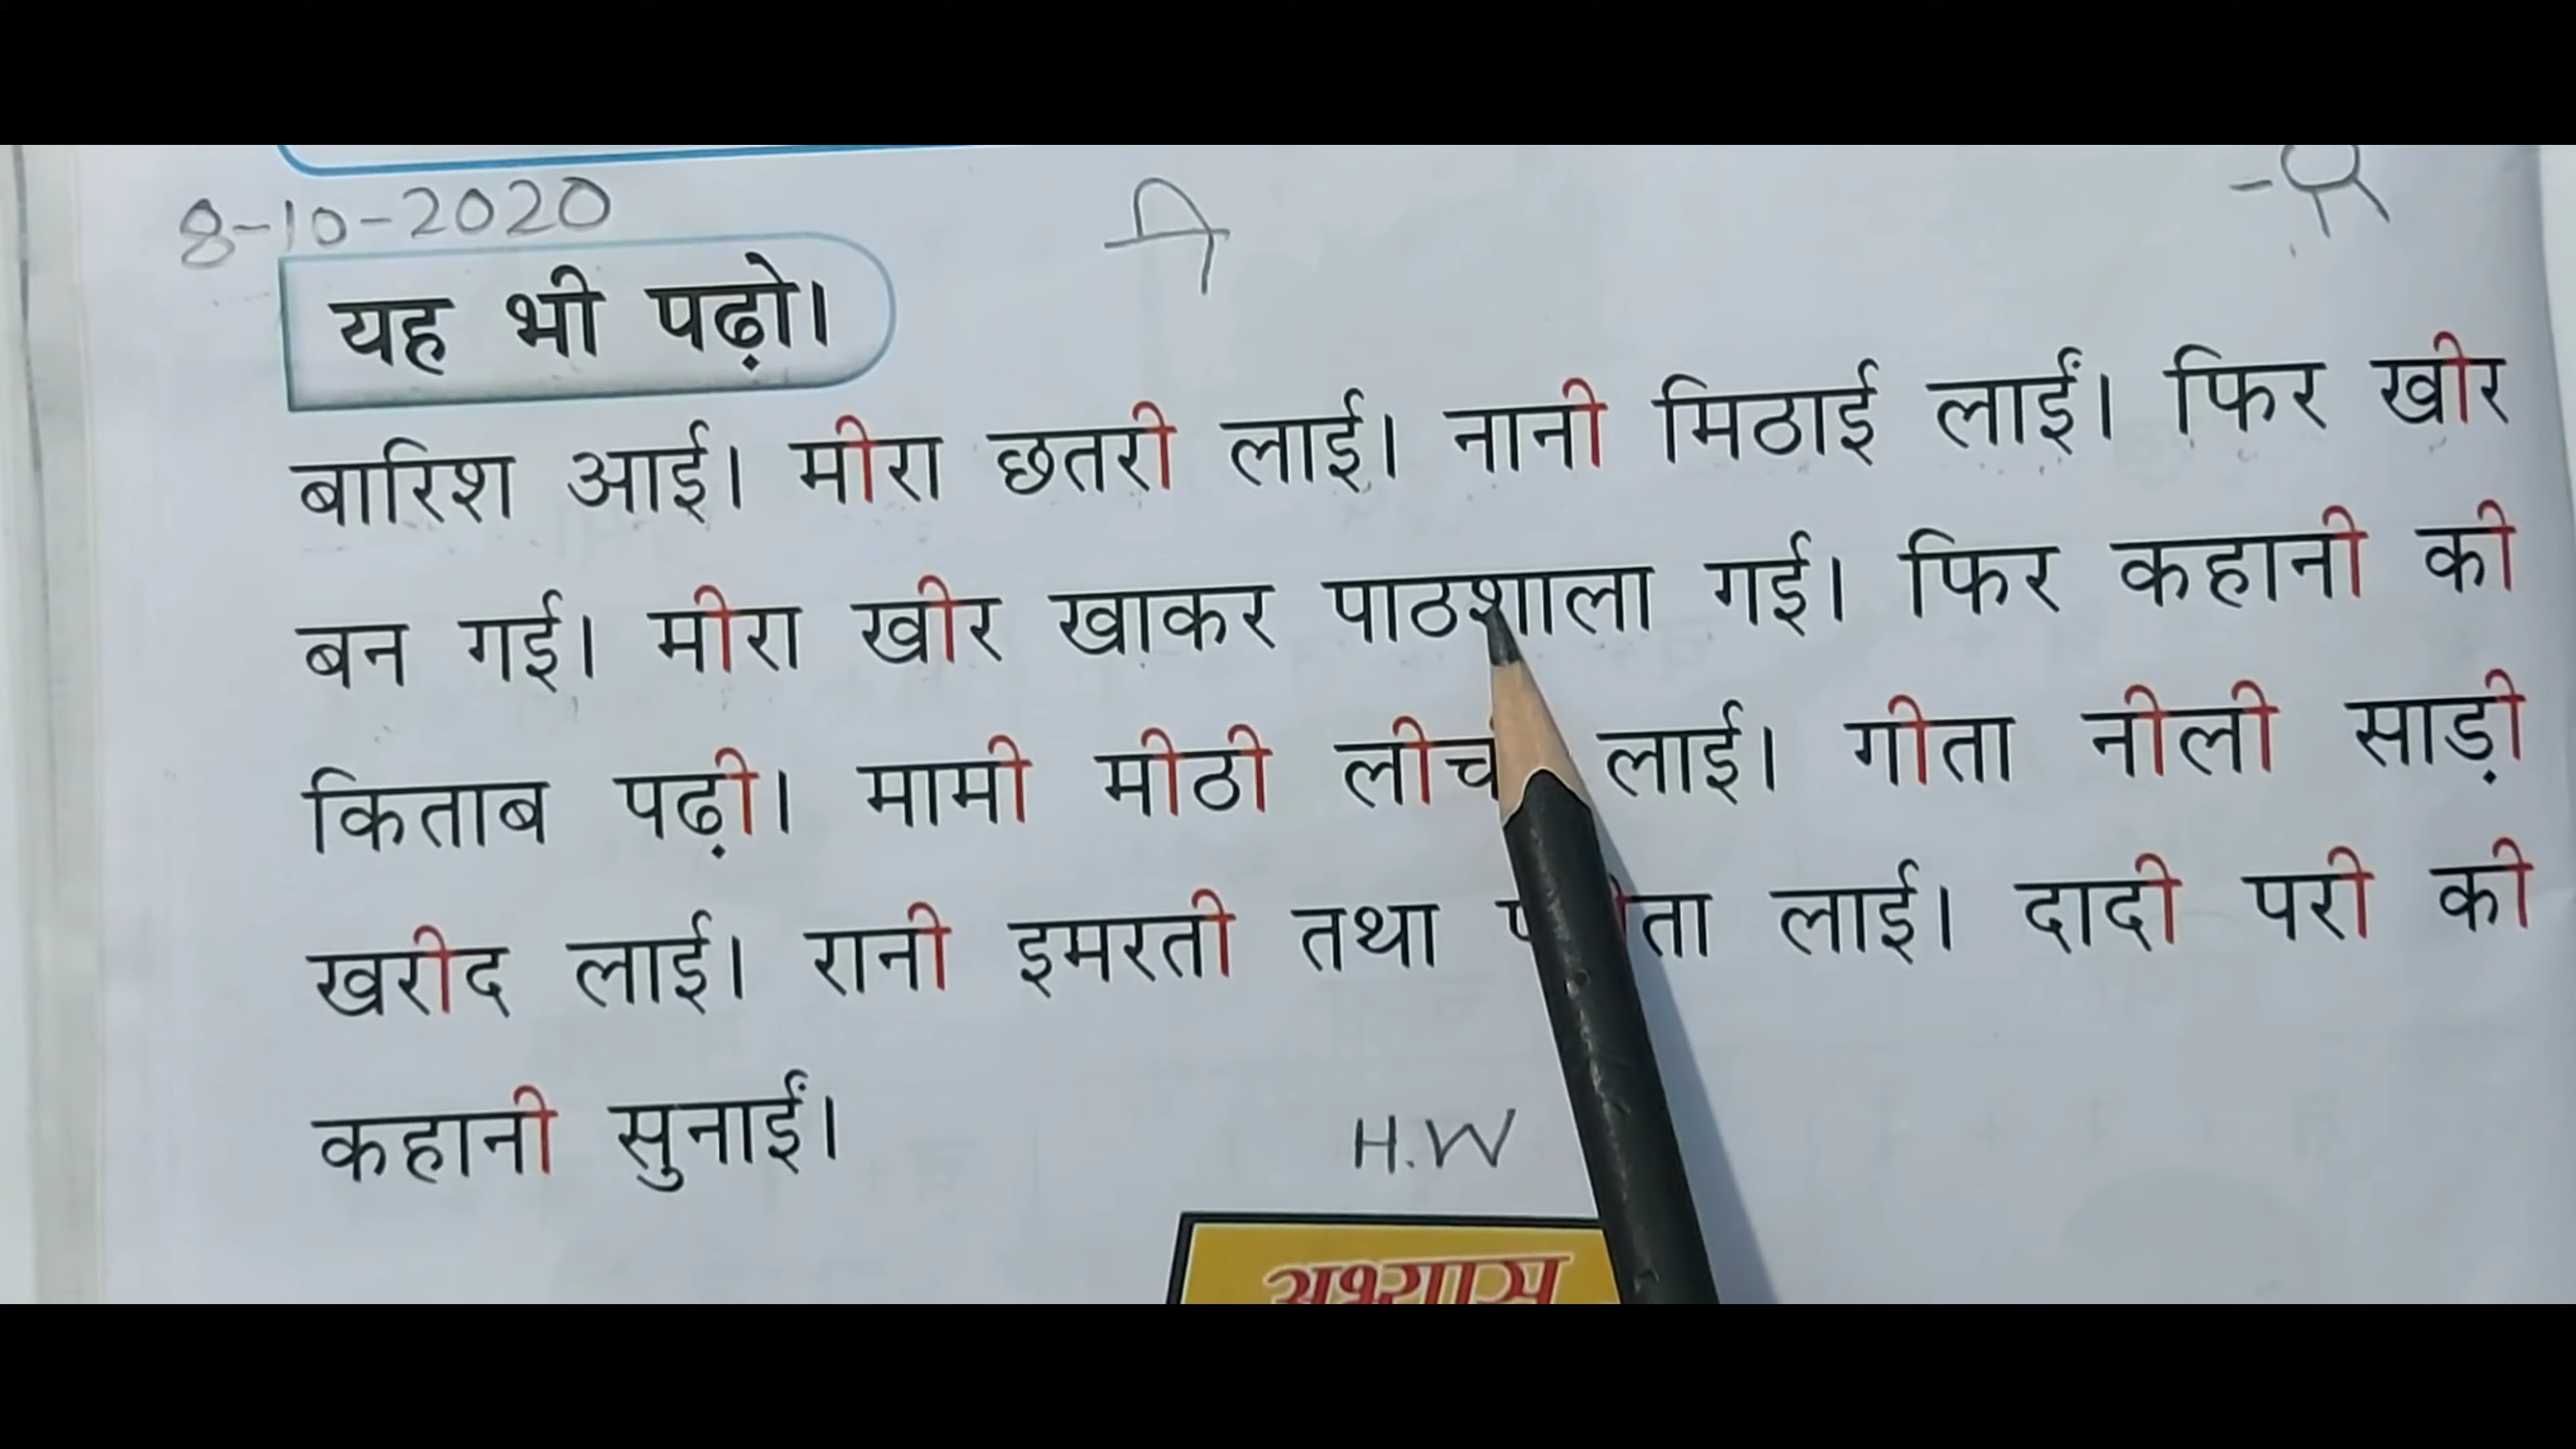 8-10-2020
यह भी पढ़ो।
बारिश आई। मीरा छतरी लाई। नानी मिठाई लाईं। फिर खीर
बन गई। मीरा खीर खाकर पाठशाला गई। फिर कहानी की
किताब पढ़ी। मामी मीठी लाई। गीता नीली साड़ी
खरीद लाई। रानी इमरती तथा लाई। दादी परी की
कहानी सुनाईं।
H.W
अभ्यास